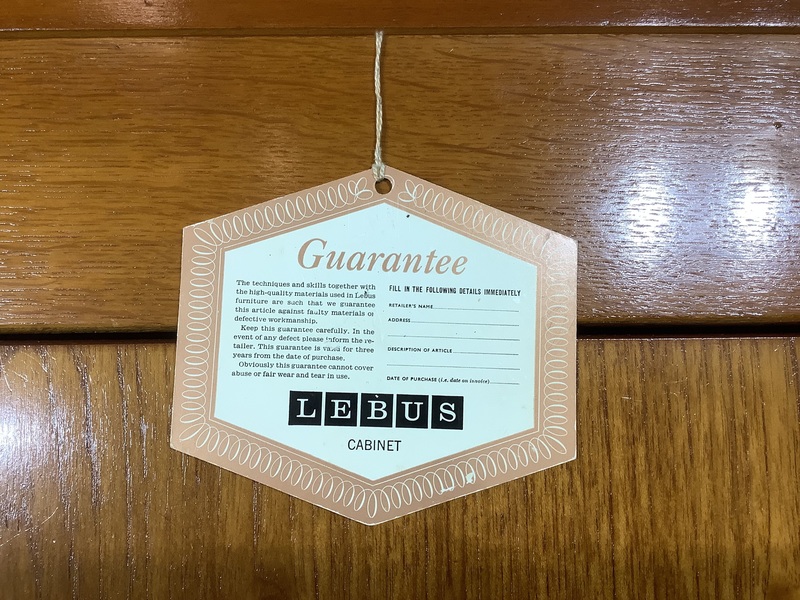 Guarantee
The techniques and skills together with
the high-quality materials used in Lebus
furniture are such that we guarantee
this article against faulty materials or
defective workmanship.
Keep this guarantee carefully. In the
event of any defect please inform the re-
tailer. This guarantee is valid for three
years from the date of purchase.
Obviously this guarantee cannot cover
abuse or fair wear and tear in use.
FILL IN THE FOLLOWING DETAILS IMMEDIATELY
RETAILER'S NAME
ADDRESS
DESCRIPTION OF ARTICLE
DATE OF PURCHASE (i.e. date on invoice)
LEBUS
CABINET